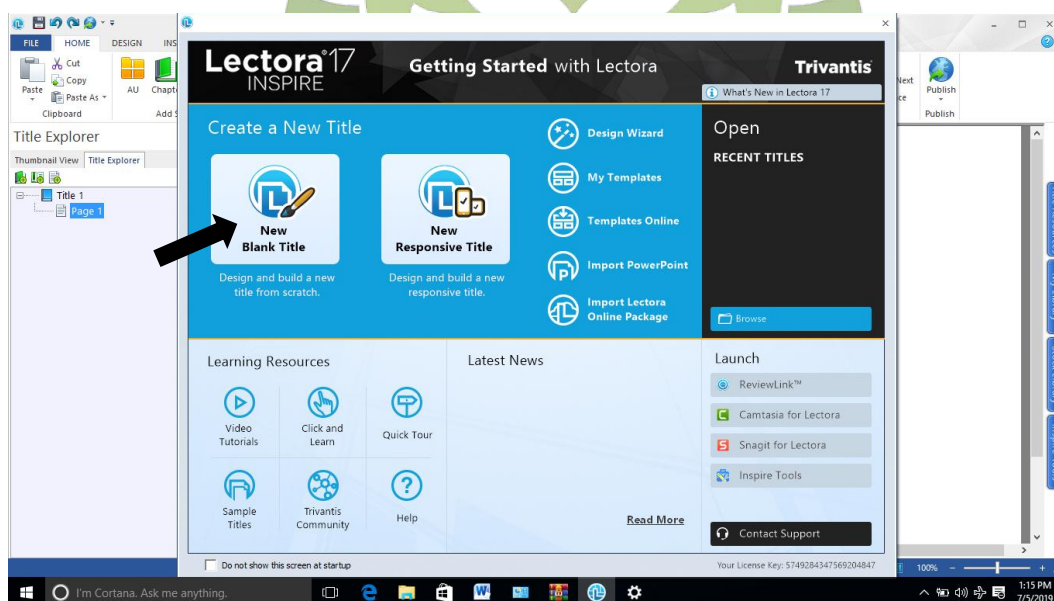 FILE HOME DESIGN INS
Cut
Copy
Paste As
Paste
Clipboard
AU
Add S
Next
Publish
Publish
Title Explorer
Thumbnail View Title Explorer
Title 1
Page 1
Lectora® 17
INSPIRE
Getting Started with Lectora
Trivantis
What's New in Lectora 17
Create a New Title
New
Blank Title
Design and build a new
title from scratch.
New
Responsive Title
Design and build a new
responsive title.
Design Wizard
My Templates
Templates Online
Import PowerPoint
Import Lectora
Online Package
Open
RECENT TITLES
Browse
Learning Resources
Video
Tutorials
Click and
Learn
Quick Tour
Sample
Titles
Trivantis
Community
Help
Latest News
Read More
Launch
ReviewLink™
Camtasia for Lectora
Snagit for Lectora
Inspire Tools
Contact Support
Do not show this screen at startup
Your License Key: 5749284347569204847
100%
I'm Cortana. Ask me anything.
1:15 PM
7/5/2019